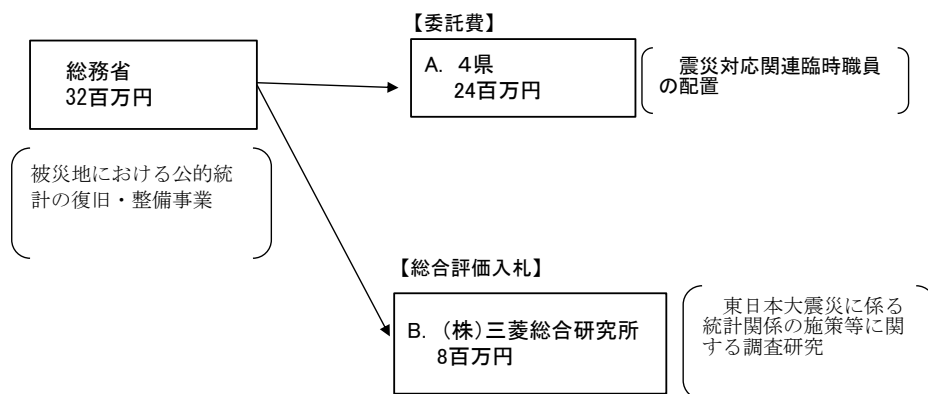 【委託費】
総務省
32百万円
A. 4県
24百万円
震災対応関連臨時職員
の配置
被災地における公的統
計の復旧・整備事業
【総合評価入札】
B. (株)三菱総合研究所
8百万円
東日本大震災に係る
統計関係の施策等に関
する調査研究